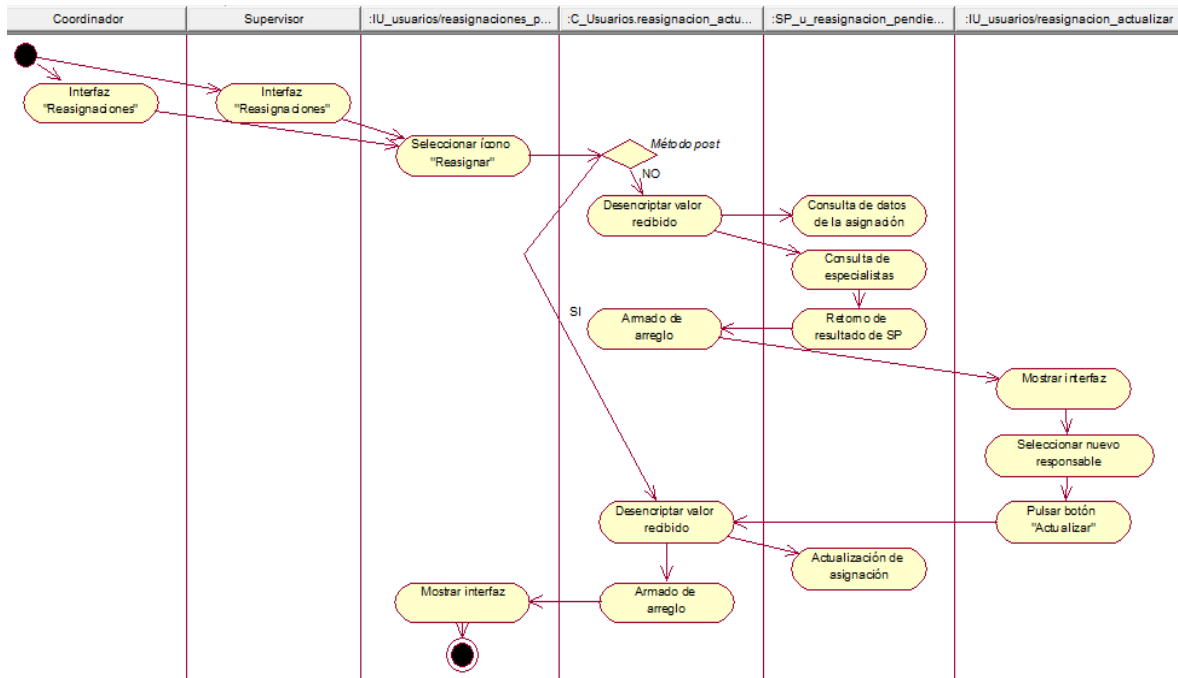 Coordinador
Supervisor
:IU_usuarios/reasignaciones_p...
:C_Usuarios.reasignacion_actu...
:SP_u_reasignacion_pendie...
:IU_usuarios/reasignacion_actualizar
Interfaz
"Reasignaciones"
Interfaz
"Reasignaciones"
Seleccionar ícono
"Reasignar"
Método post
NO
Desencriptar valor
recibido
Consulta de datos
de la asignación
Consulta de
especialistas
SI
Armado de
arreglo
Retorno de
resultado de SP
Mostrar interfaz
Seleccionar nuevo
responsable
Desencriptar valor
recibido
Pulsar botón
"Actualizar"
Actualización de
asignación
Mostrar interfaz
Armado de
arreglo